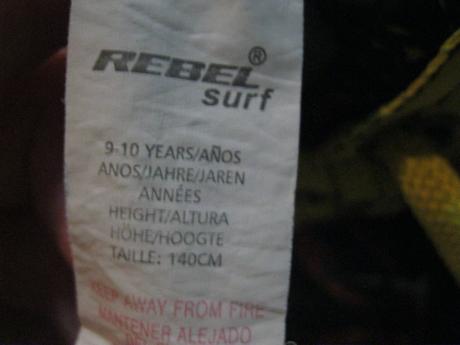 REBEL®
surf
9-10 YEARS/AÑOS
ANOS/JAHRE/JAREN
ANNÉES
HEIGHT/ALTURA
HÖHE/HOOGTE
TAILLE: 140CM
KEEP AWAY FROM FIRE
MANTENER ALEJADO